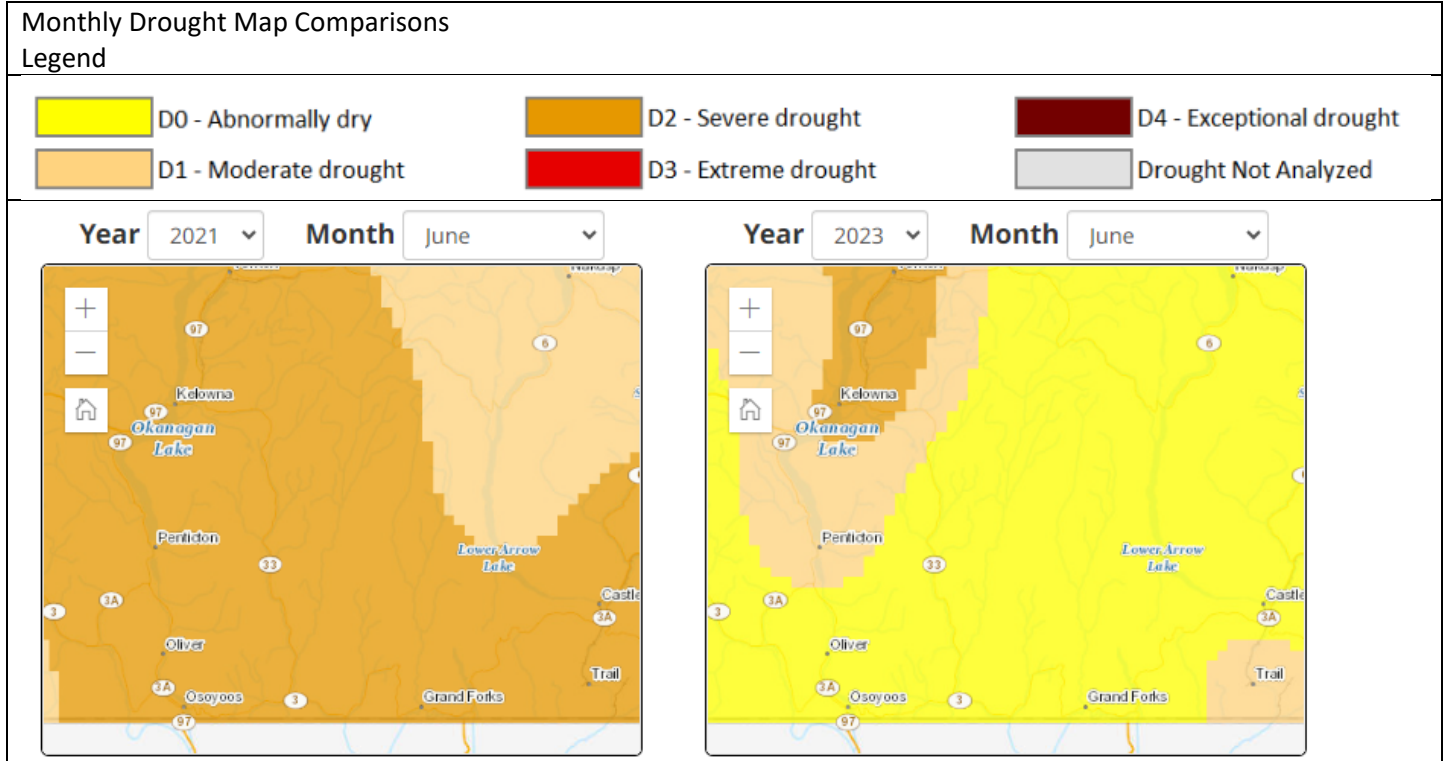 Monthly Drought Map Comparisons
Legend
D0 - Abnormally dry
D2 - Severe drought
D4 - Exceptional drought
D1 - Moderate drought
D3 - Extreme drought
Drought Not Analyzed
Year 2021 Month June
+
97
6
−
Kelowna
97
Okanagan
97
Lake
Penticton
Lower Arrow
33
Lake
3A
Castle
3
3A
Oliver
Trail
3A
Osoyoos
3
Grand Forks
97
Year 2023 Month June
+
97
6
−
Kelowna
97
Okanagan
97
Lake
Penticton
Lower Arrow
33
Lake
3A
Castle
3
3A
Oliver
Trail
3A
Osoyoos
3
Grand Forks
97